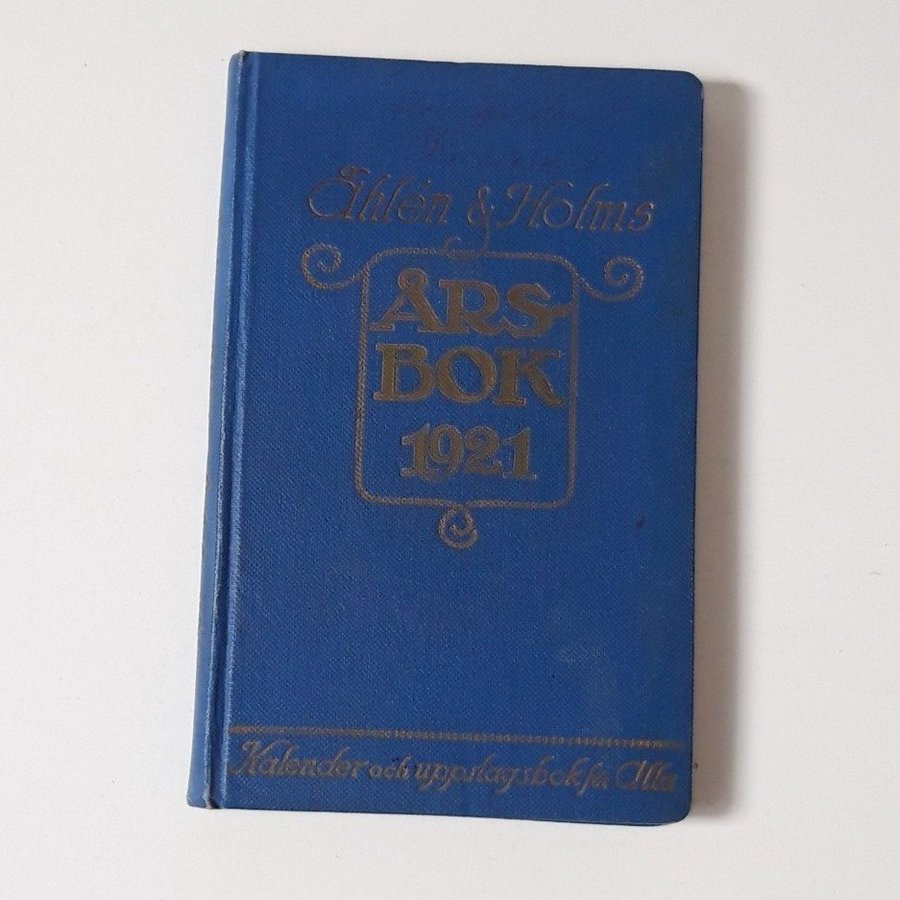 Åhlén & Holms
ÅRS-
BOK
1921
Kalender och uppslagsbok för Alla